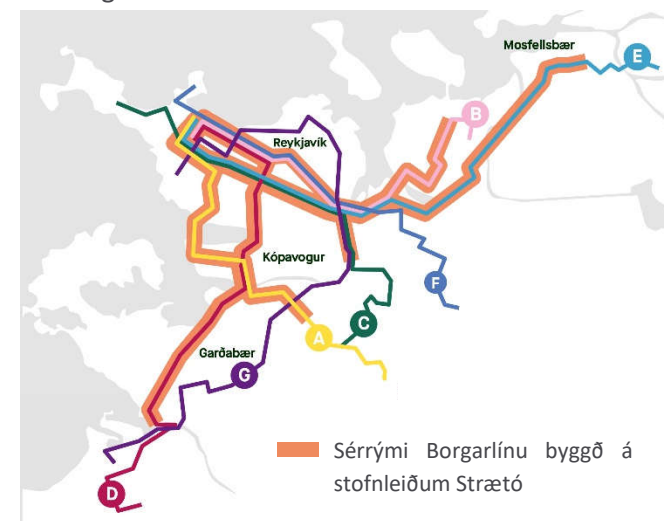 Mosfellsbær
E
B
Reykjavík
Kópavogur
F
C
A
Garðabær
G
D
Sérrými Borgarlínu byggð á
stofnleiðum Strætó